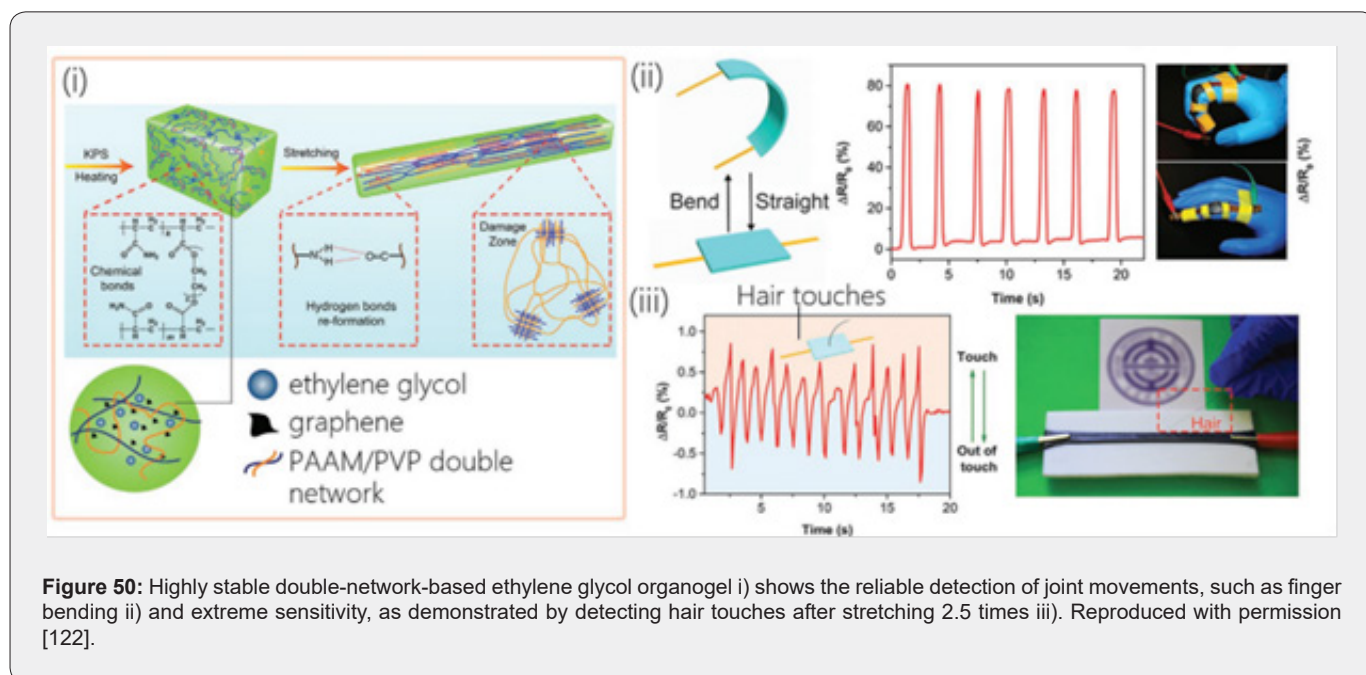 (i)
KPS
Heating
Stretching
Chemical
bonds
Hydrogen bonds
re-formation
Damage
Zone
ethylene glycol
graphene
PAAM/PVP double
network
(ii)
Bend
Straight
ΔR/R₀ (%)
80
60
40
20
0
0 5 10 15 20
Time (s)
ΔR/R₀ (%)
(iii)
Hair touches
ΔR/R₀ (%)
1.0
0.5
0.0
-0.5
-1.0
5 10 15 20
Time (s)
Touch
Out of
touch
Hair
Figure 50: Highly stable double-network-based ethylene glycol organogel i) shows the reliable detection of joint movements, such as finger
bending ii) and extreme sensitivity, as demonstrated by detecting hair touches after stretching 2.5 times iii). Reproduced with permission
[122].